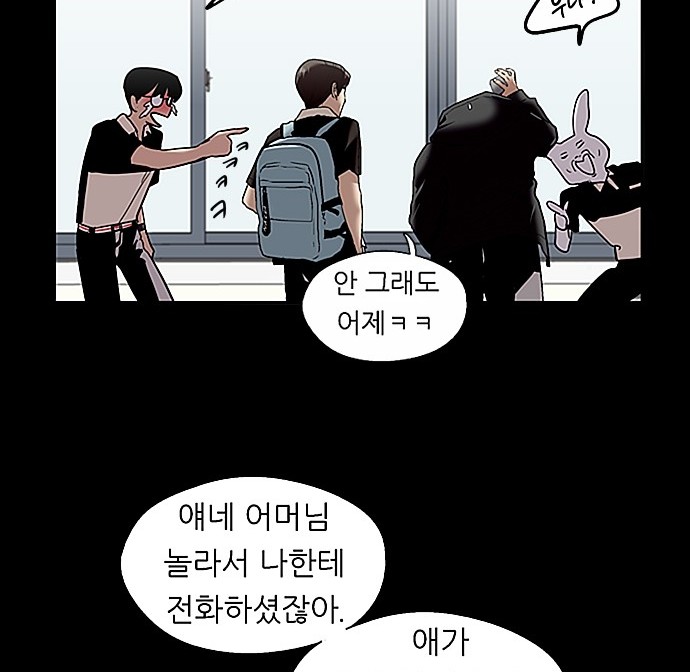 안 그래도
어제ㅋㅋ
얘네 어머님
놀라서 나한테
전화하셨잖아.
애가